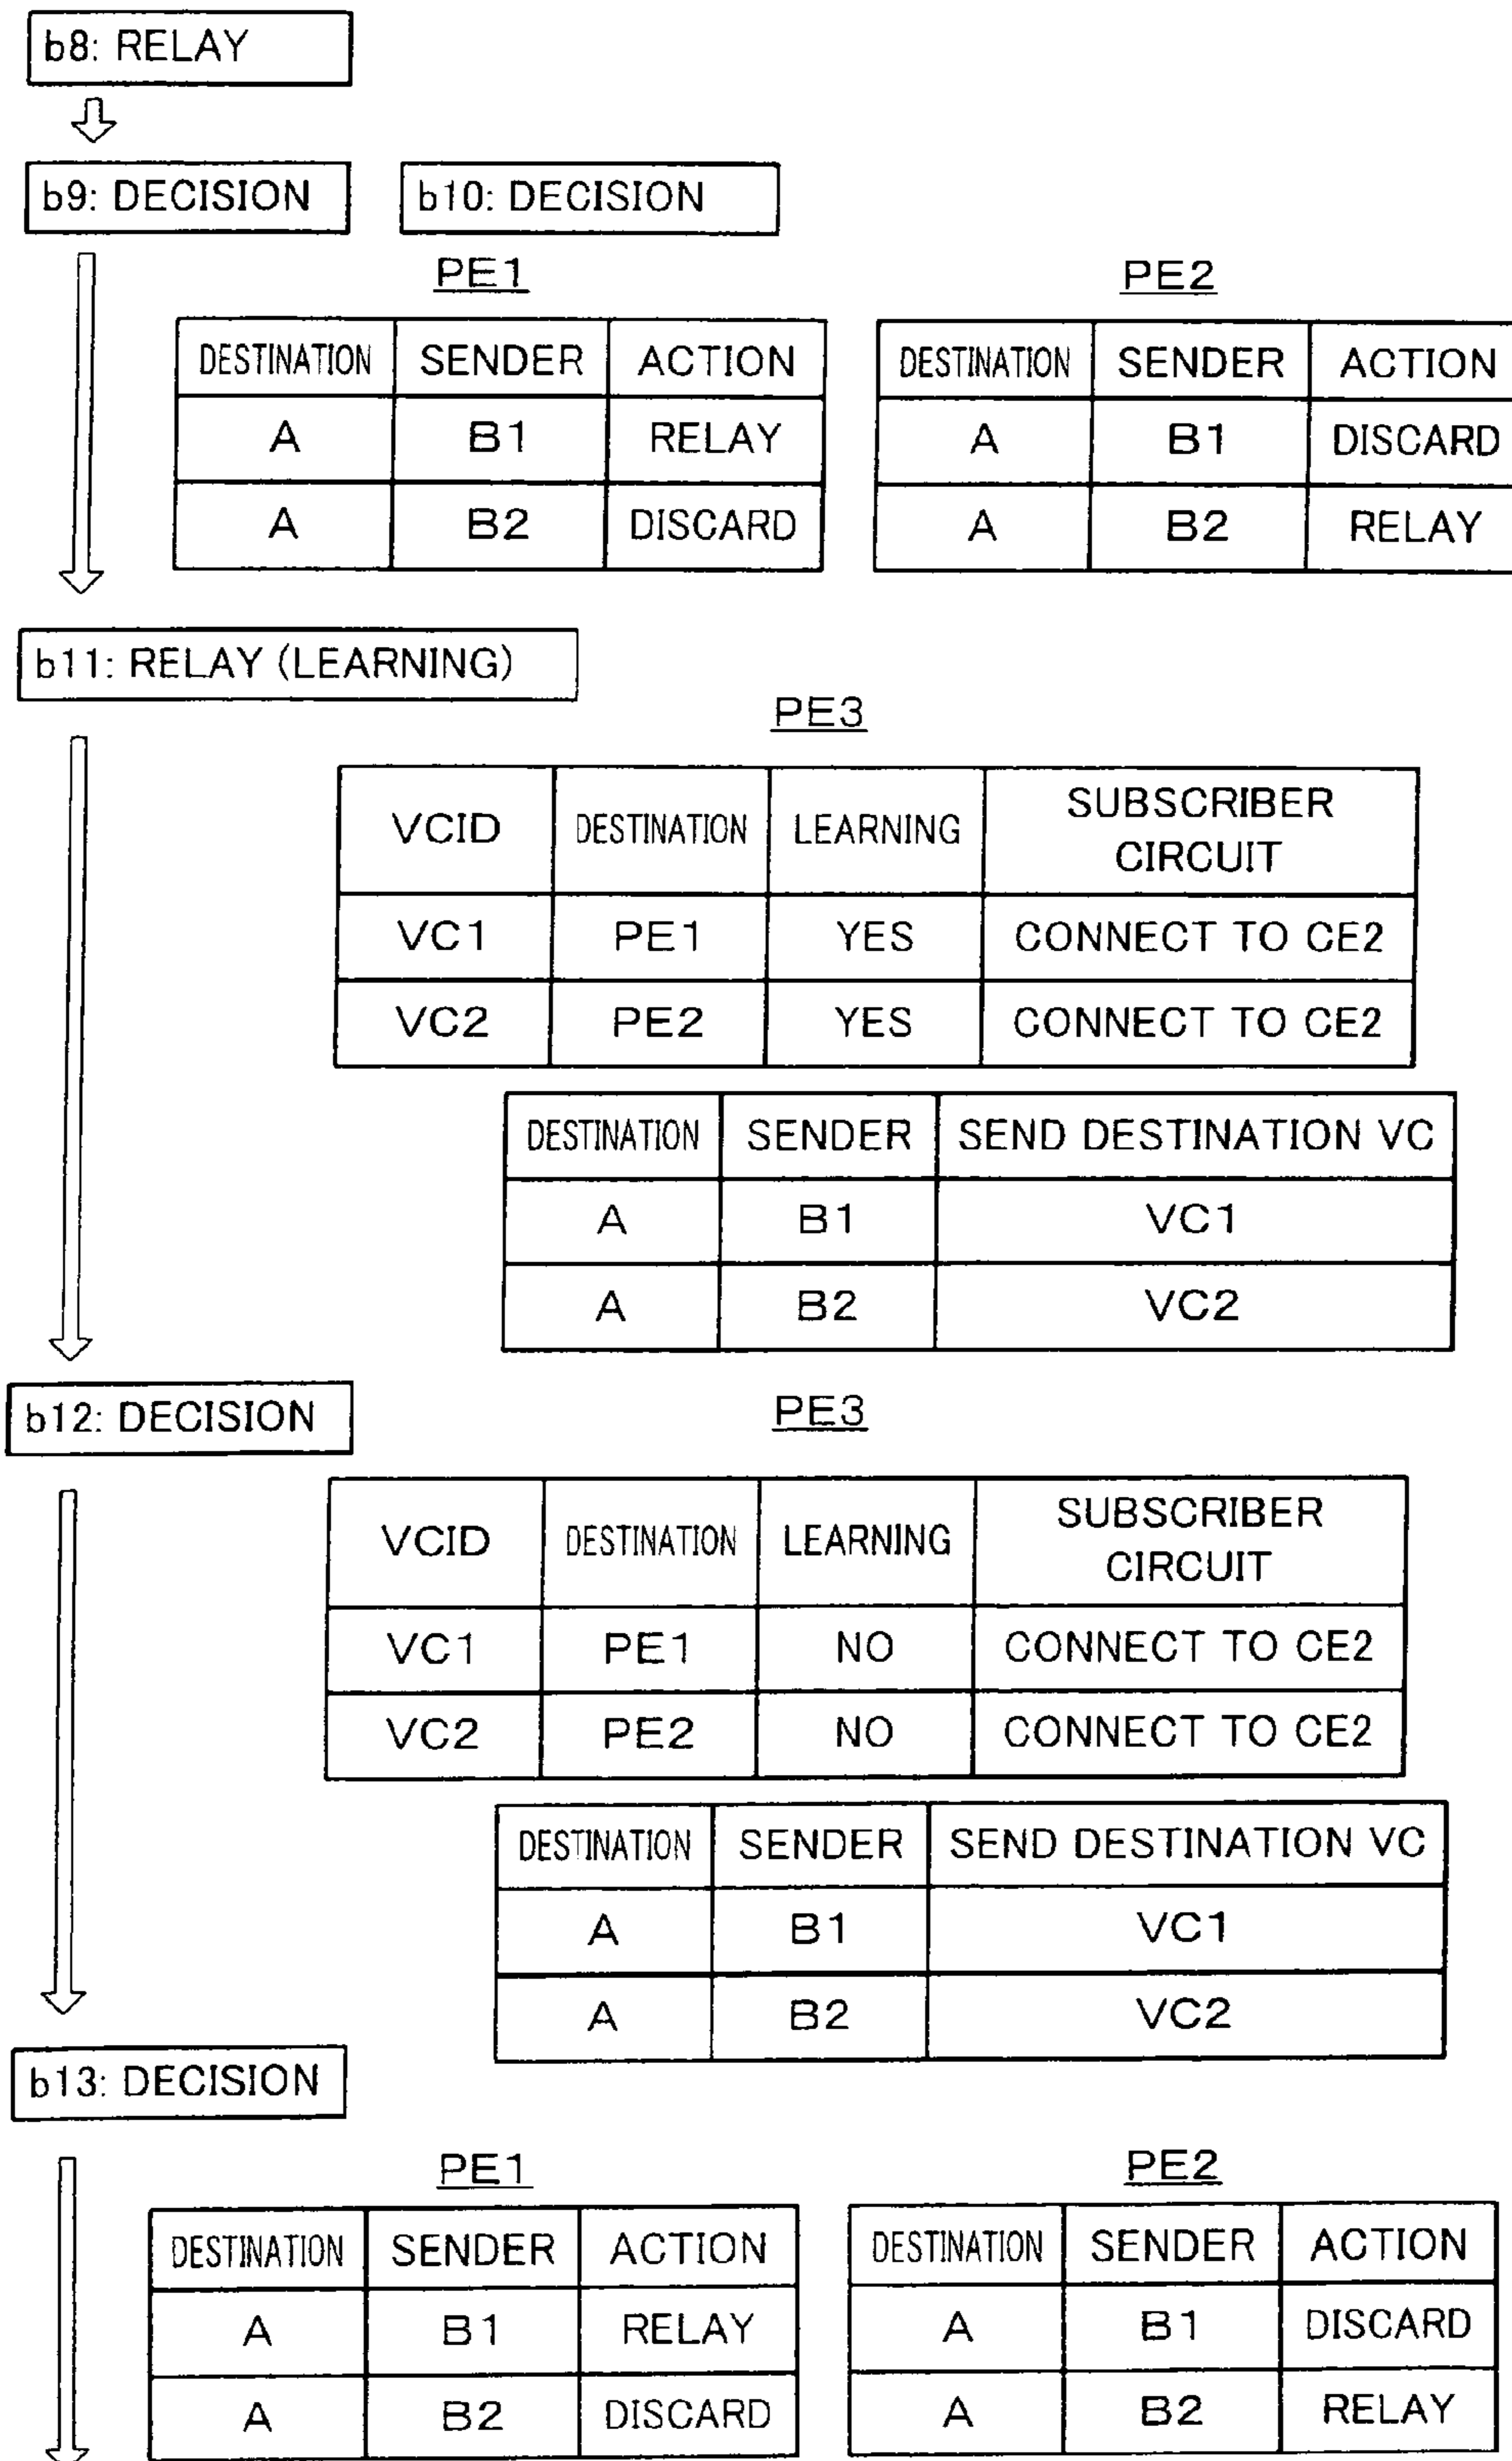 b8: RELAY
b9: DECISION
b10: DECISION
PE1
DESTINATION SENDER ACTION
A B1 RELAY
A B2 DISCARD
PE2
DESTINATION SENDER ACTION
A B1 DISCARD
A B2 RELAY
b11: RELAY (LEARNING)
PE3
VCID DESTINATION LEARNING SUBSCRIBER
CIRCUIT
VC1 PE1 YES CONNECT TO CE2
VC2 PE2 YES CONNECT TO CE2
DESTINATION SENDER SEND DESTINATION VC
A B1 VC1
A B2 VC2
b12: DECISION
PE3
VCID DESTINATION LEARNING SUBSCRIBER
CIRCUIT
VC1 PE1 NO CONNECT TO CE2
VC2 PE2 NO CONNECT TO CE2
DESTINATION SENDER SEND DESTINATION VC
A B1 VC1
A B2 VC2
b13: DECISION
PE1
DESTINATION SENDER ACTION
A B1 RELAY
A B2 DISCARD
PE2
DESTINATION SENDER ACTION
A B1 DISCARD
A B2 RELAY